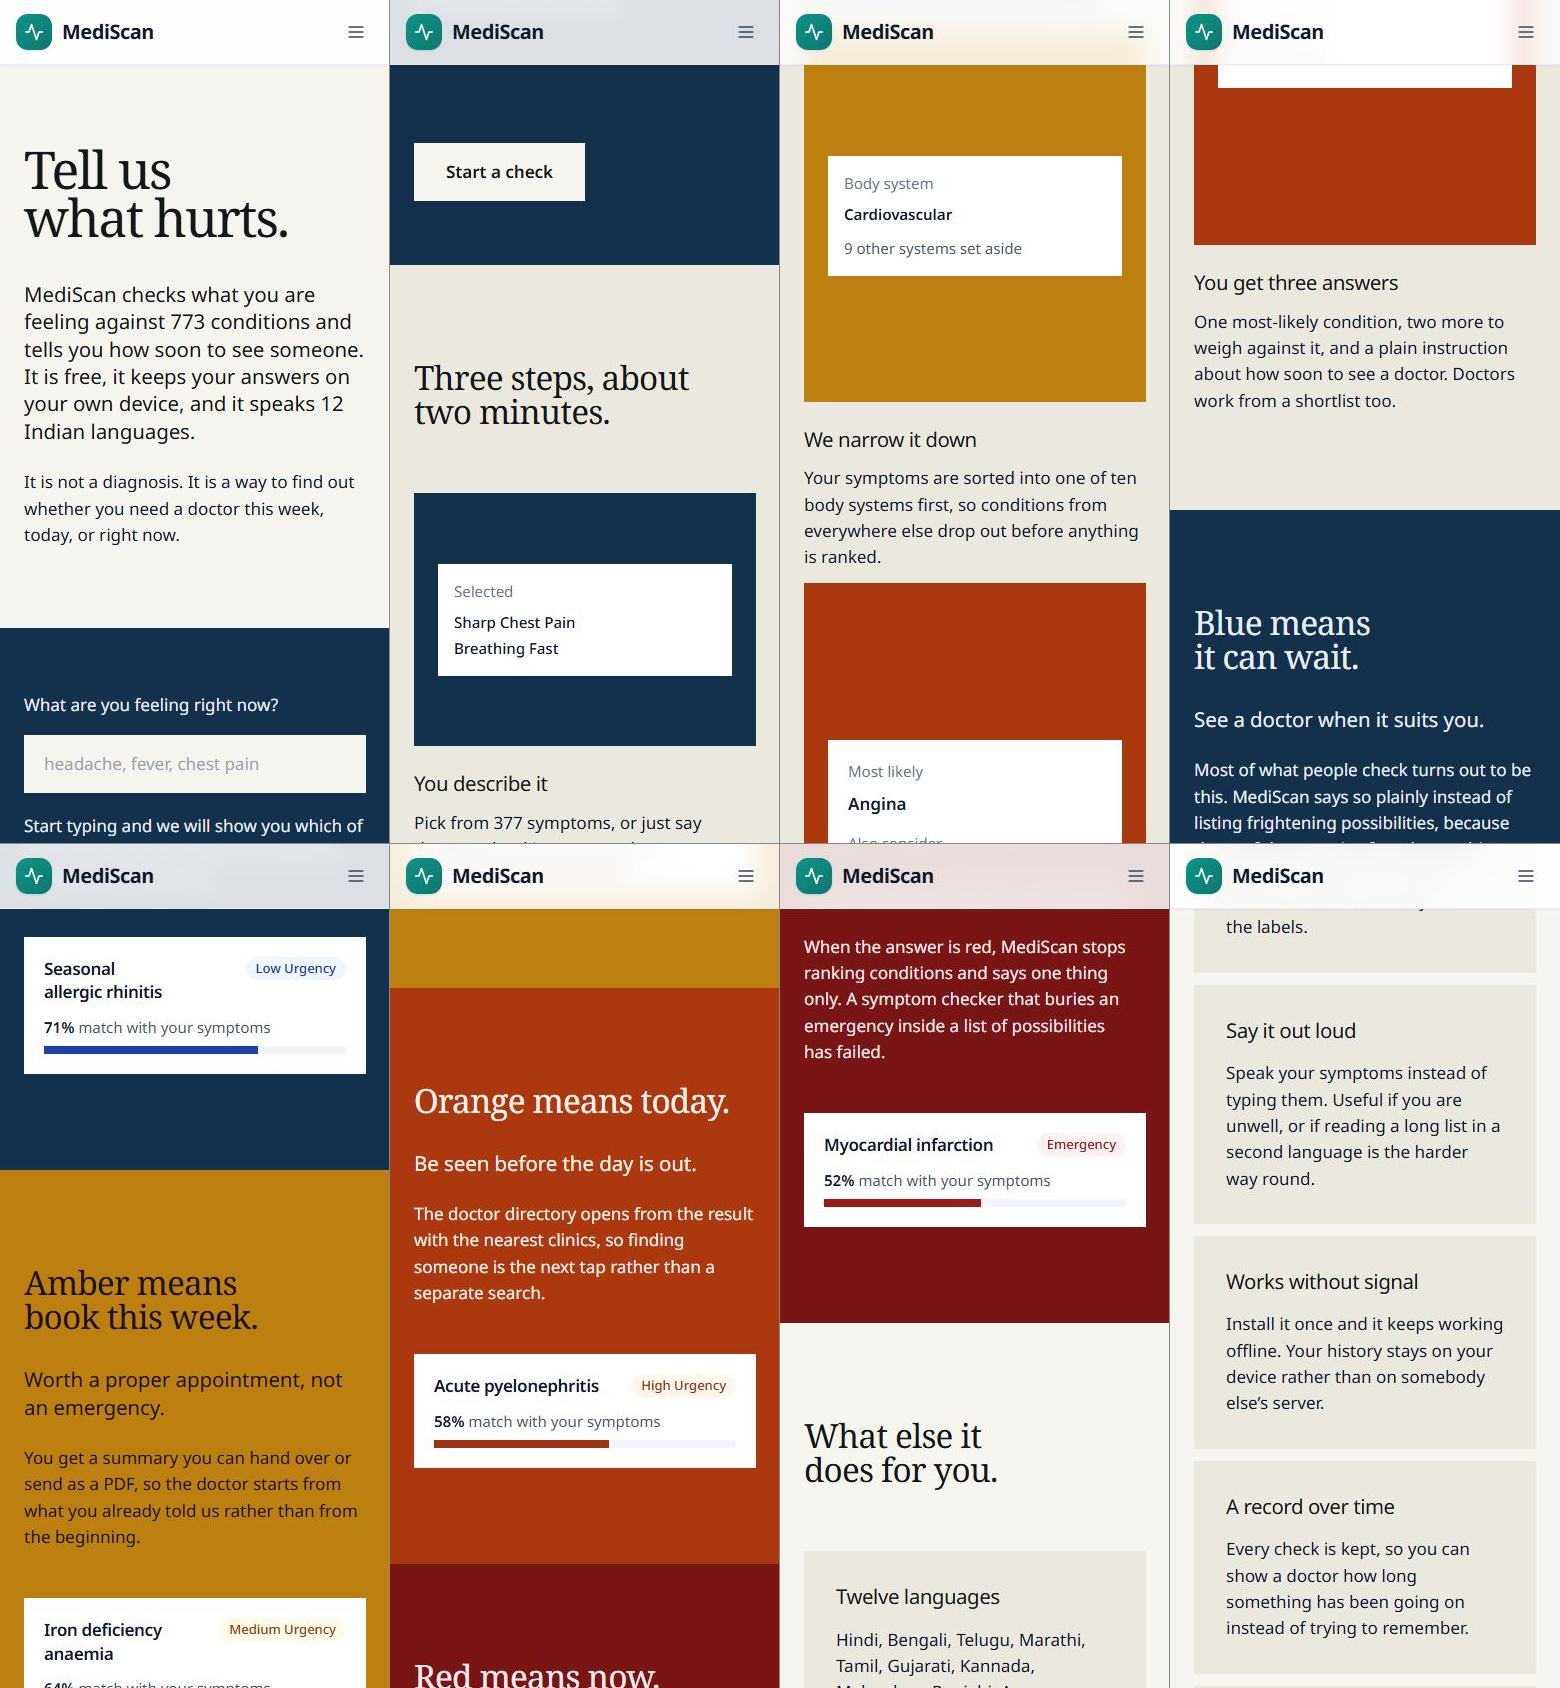 MediScan
Tell us
what hurts.
MediScan checks what you are
feeling against 773 conditions and
tells you how soon to see someone.
It is free, it keeps your answers on
your own device, and it speaks 12
Indian languages.
It is not a diagnosis. It is a way to find out
whether you need a doctor this week,
today, or right now.
What are you feeling right now?
headache, fever, chest pain
Start typing and we will show you which of
MediScan
Start a check
Three steps, about
two minutes.
Selected
Sharp Chest Pain
Breathing Fast
You describe it
Pick from 377 symptoms, or just say
MediScan
Body system
Cardiovascular
9 other systems set aside
We narrow it down
Your symptoms are sorted into one of ten
body systems first, so conditions from
everywhere else drop out before anything
is ranked.
Most likely
Angina
Also consider
MediScan
You get three answers
One most-likely condition, two more to
weigh against it, and a plain instruction
about how soon to see a doctor. Doctors
work from a shortlist too.
Blue means
it can wait.
See a doctor when it suits you.
Most of what people check turns out to be
this. MediScan says so plainly instead of
listing frightening possibilities, because
MediScan
Seasonal
allergic rhinitis
Low Urgency
71% match with your symptoms
Amber means
book this week.
Worth a proper appointment, not
an emergency.
You get a summary you can hand over or
send as a PDF, so the doctor starts from
what you already told us rather than from
the beginning.
Iron deficiency
anaemia
Medium Urgency
64% match with your symptoms
MediScan
Orange means today.
Be seen before the day is out.
The doctor directory opens from the result
with the nearest clinics, so finding
someone is the next tap rather than a
separate search.
Acute pyelonephritis
High Urgency
58% match with your symptoms
Red means now.
MediScan
When the answer is red, MediScan stops
ranking conditions and says one thing
only. A symptom checker that buries an
emergency inside a list of possibilities
has failed.
Myocardial infarction
Emergency
52% match with your symptoms
What else it
does for you.
Twelve languages
Hindi, Bengali, Telugu, Marathi,
Tamil, Gujarati, Kannada,
MediScan
the labels.
Say it out loud
Speak your symptoms instead of
typing them. Useful if you are
unwell, or if reading a long list in a
second language is the harder
way round.
Works without signal
Install it once and it keeps working
offline. Your history stays on your
device rather than on somebody
else’s server.
A record over time
Every check is kept, so you can
show a doctor how long
something has been going on
instead of trying to remember.